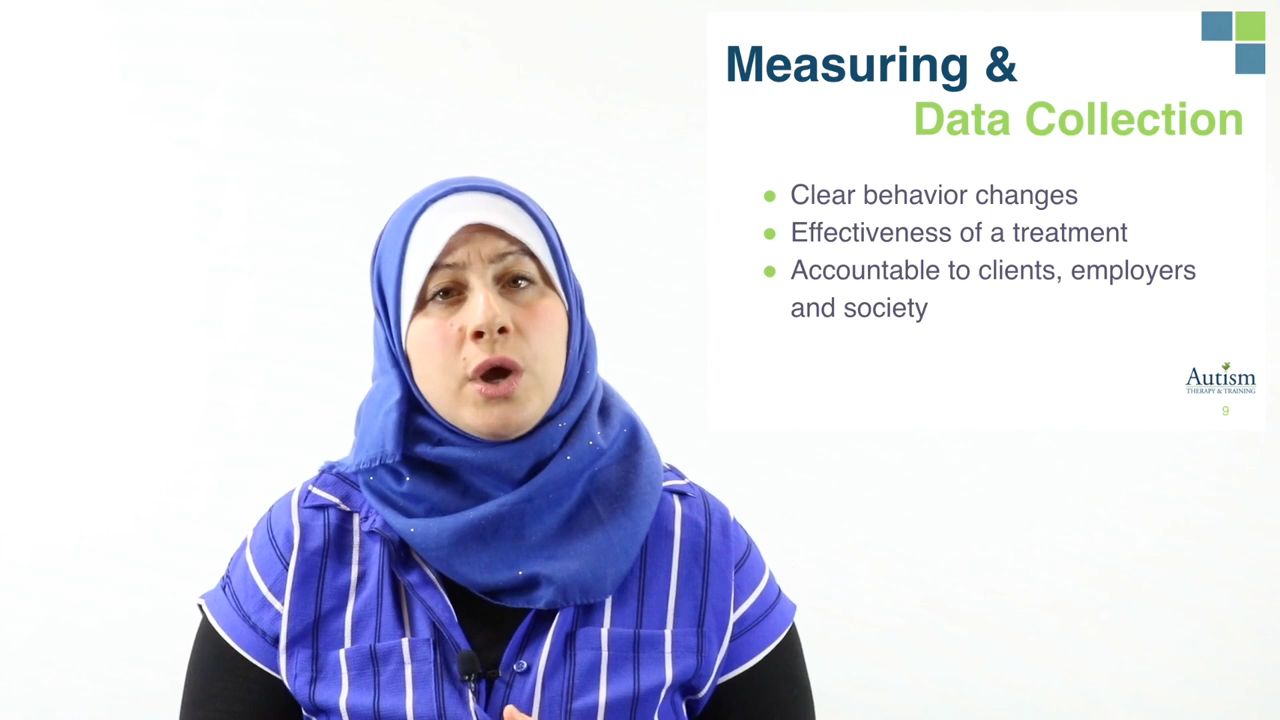 Measuring &
Data Collection
● Clear behavior changes
● Effectiveness of a treatment
● Accountable to clients, employers
and society
Autism
THERAPY & TRAINING
9